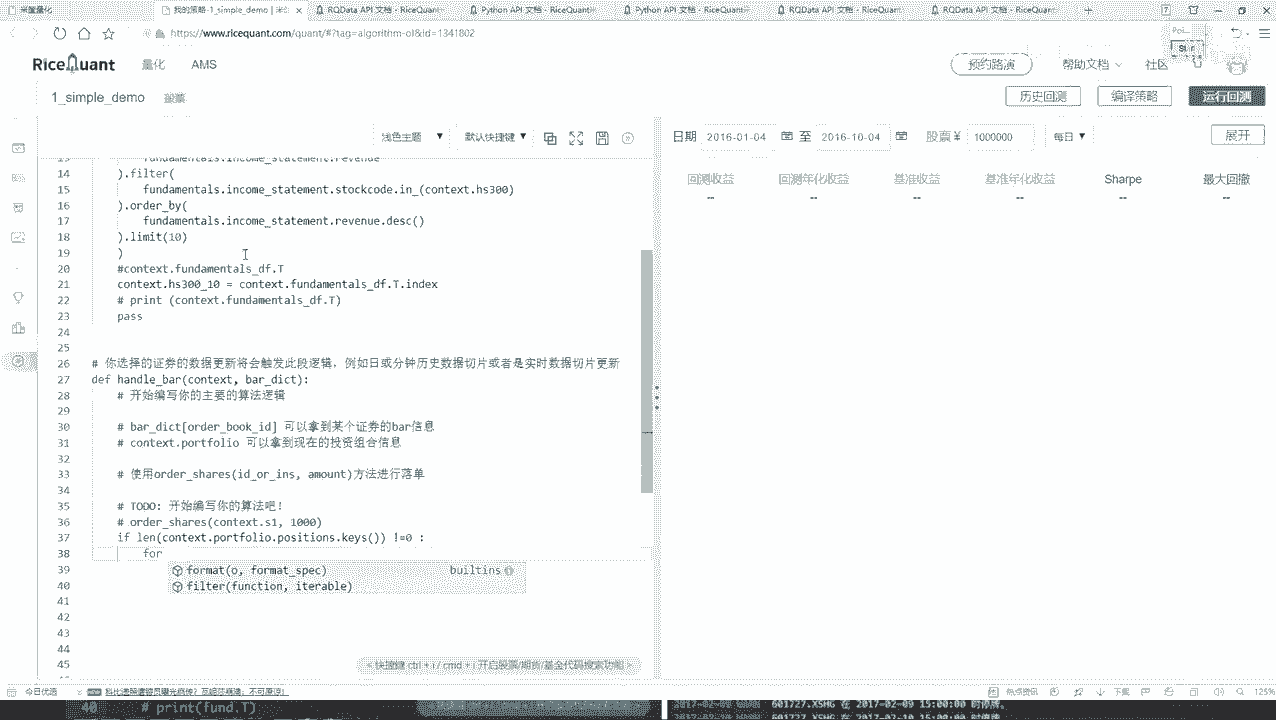 米筐量化
我的策略-1_simple_demo | 米筐
RQData API 文档 - RiceQuant
Python API 文档 - RiceQuant
Python API 文档 - RiceQuant
RQData API 文档 - RiceQuant
RQData API 文档 - RiceQuant
https://www.ricequant.com/quant/#?tag=algorithm-ol&id=1341802
RiceQuant 量化 AMS 预约路演 帮助文档 社区
1_simple_demo 股票 历史回测 编译策略 运行回测
浅色主题 默认快捷键 日期 2016-01-04 至 2016-10-04 股票 ¥ 1000000 每日 展开
回测收益 回测年化收益 基准收益 基准年化收益 Sharpe 最大回撤
-- -- -- -- -- --
13 fundamentals.income_statement.revenue
14 ).filter(
15 fundamentals.income_statement.stockcode.in_(context.hs300)
16 ).order_by(
17 fundamentals.income_statement.revenue.desc()
18 ).limit(10)
19 )
20 #context.fundamentals_df.T
21 context.hs300_10 = context.fundamentals_df.T.index
22 # print (context.fundamentals_df.T)
23 pass
24
25
26 # 你选择的证券的数据更新将会触发此段逻辑，例如日或分钟历史数据切片或者是实时数据切片更新
27 def handle_bar(context, bar_dict):
28 # 开始编写你的主要的算法逻辑
29
30 # bar_dict[order_book_id] 可以拿到某个证券的bar信息
31 # context.portfolio 可以拿到现在的投资组合信息
32
33 # 使用order_shares(id_or_ins, amount)方法进行落单
34
35 # TODO: 开始编写你的算法吧！
36 # order_shares(context.s1, 1000)
37 if len(context.portfolio.positions.keys()) !=0 :
38 for
39 format(o, format_spec) builtins
40 filter(function, iterable)
41
42
43
44
45
快捷键 ctrl + i / cmd + i 开启股票/期货/基金代码搜索功能
今日优选
热点资讯 下载 125%
40 # print(fund.T)
601727.XSHG 在 2017-02-09 15:00:00 时停牌。
601727.XSHG 在 2017-02-10 15:00:00 时停牌。